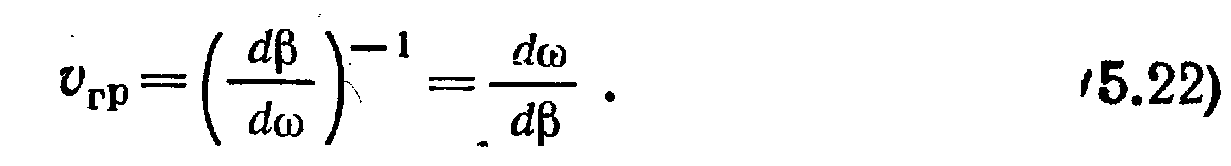 v_гр = (dβ/dω)^−1 = dω/dβ . (5.22)